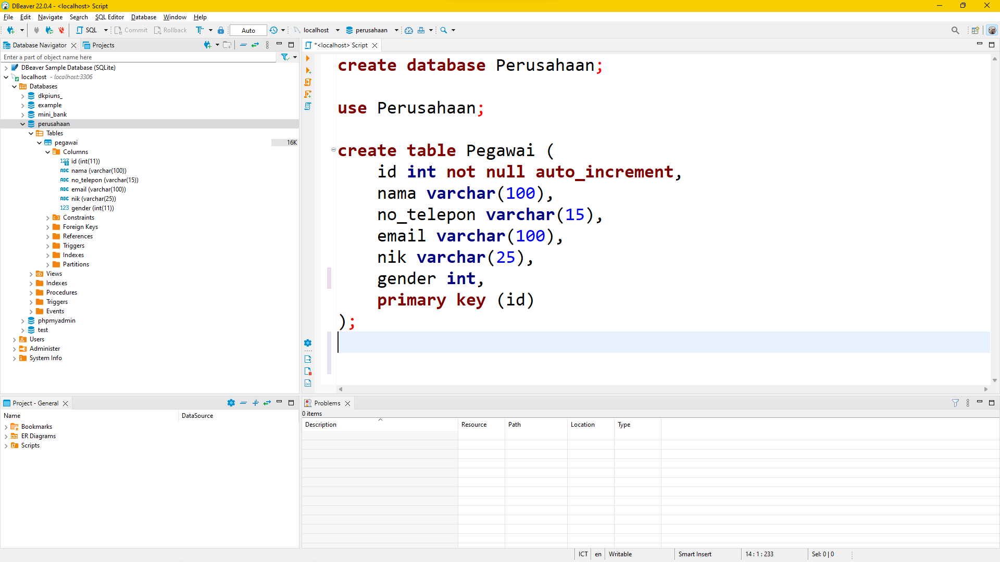 DBeaver 22.0.4 - <localhost> Script
File Edit Navigate Search SQL Editor Database Window Help
SQL Commit Rollback Auto localhost perusahaan
Database Navigator Projects
Enter a part of object name here
DBeaver Sample Database (SQLite)
localhost - localhost:3306
Databases
dkpiuns_
example
mini_bank
perusahaan
Tables
pegawai 16K
Columns
123 id (int(11))
ABC nama (varchar(100))
ABC no_telepon (varchar(15))
ABC email (varchar(100))
ABC nik (varchar(25))
123 gender (int(11))
Constraints
Foreign Keys
References
Triggers
Indexes
Partitions
Views
Indexes
Procedures
Triggers
Events
phpmyadmin
test
Users
Administer
System Info
*<localhost> Script
create database Perusahaan;
use Perusahaan;
create table Pegawai (
id int not null auto_increment,
nama varchar(100),
no_telepon varchar(15),
email varchar(100),
nik varchar(25),
gender int,
primary key (id)
);
Project - General
Name DataSource
Bookmarks
ER Diagrams
Scripts
Problems
0 items
Description Resource Path Location Type
ICT en Writable Smart Insert 14 : 1 : 233 Sel: 0 | 0